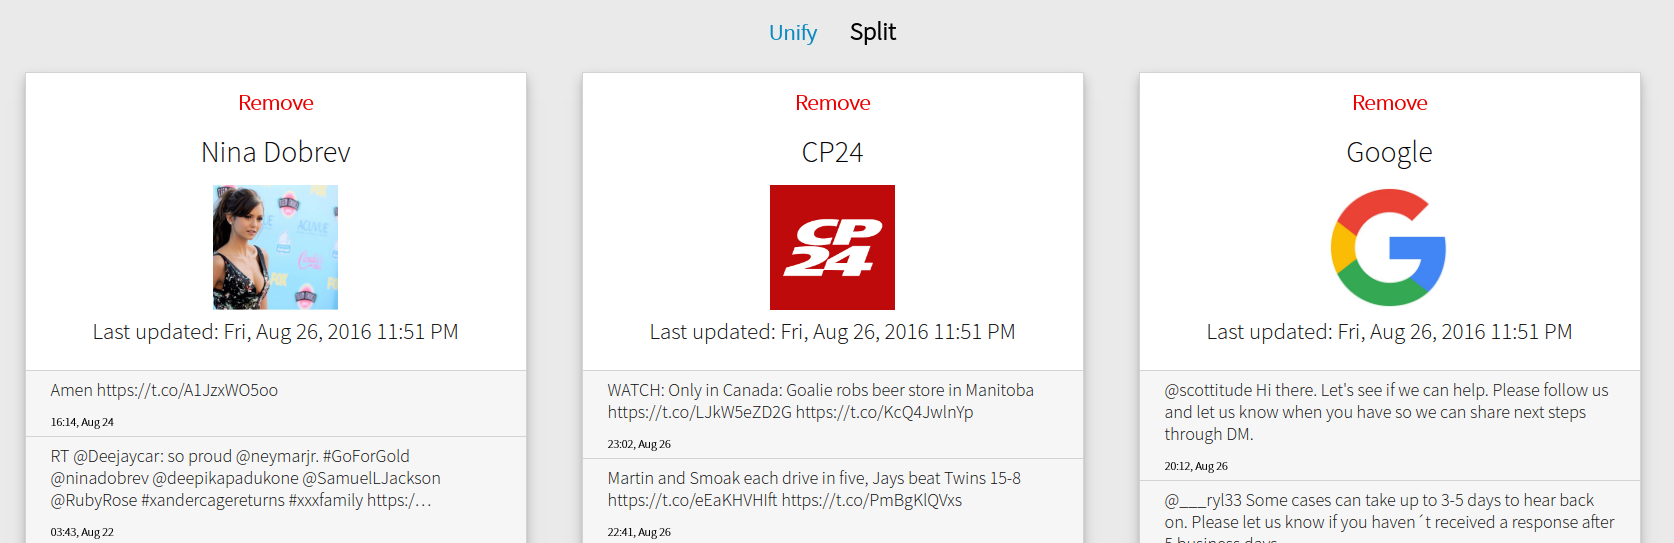 Unify Split
Remove
Nina Dobrev
ACUVUE
Last updated: Fri, Aug 26, 2016 11:51 PM
Amen https://t.co/A1JzxWO5oo
16:14, Aug 24
RT @Deejaycar: so proud @neymarjr. #GoForGold
@ninadobrev @deepikapadukone @SamuelLJackson
@RubyRose #xandercagereturns #xxxfamily https:/…
03:43, Aug 22
Remove
CP24
CP
24
Last updated: Fri, Aug 26, 2016 11:51 PM
WATCH: Only in Canada: Goalie robs beer store in Manitoba
https://t.co/LJkW5eZD2G https://t.co/KcQ4JwlnYp
23:02, Aug 26
Martin and Smoak each drive in five, Jays beat Twins 15-8
https://t.co/eEaKHVHIft https://t.co/PmBgKlQVxs
22:41, Aug 26
Remove
Google
G
Last updated: Fri, Aug 26, 2016 11:51 PM
@scottitude Hi there. Let's see if we can help. Please follow us
and let us know when you have so we can share next steps
through DM.
20:12, Aug 26
@___ryl33 Some cases can take up to 3-5 days to hear back
on. Please let us know if you haven´t received a response after
5 business days